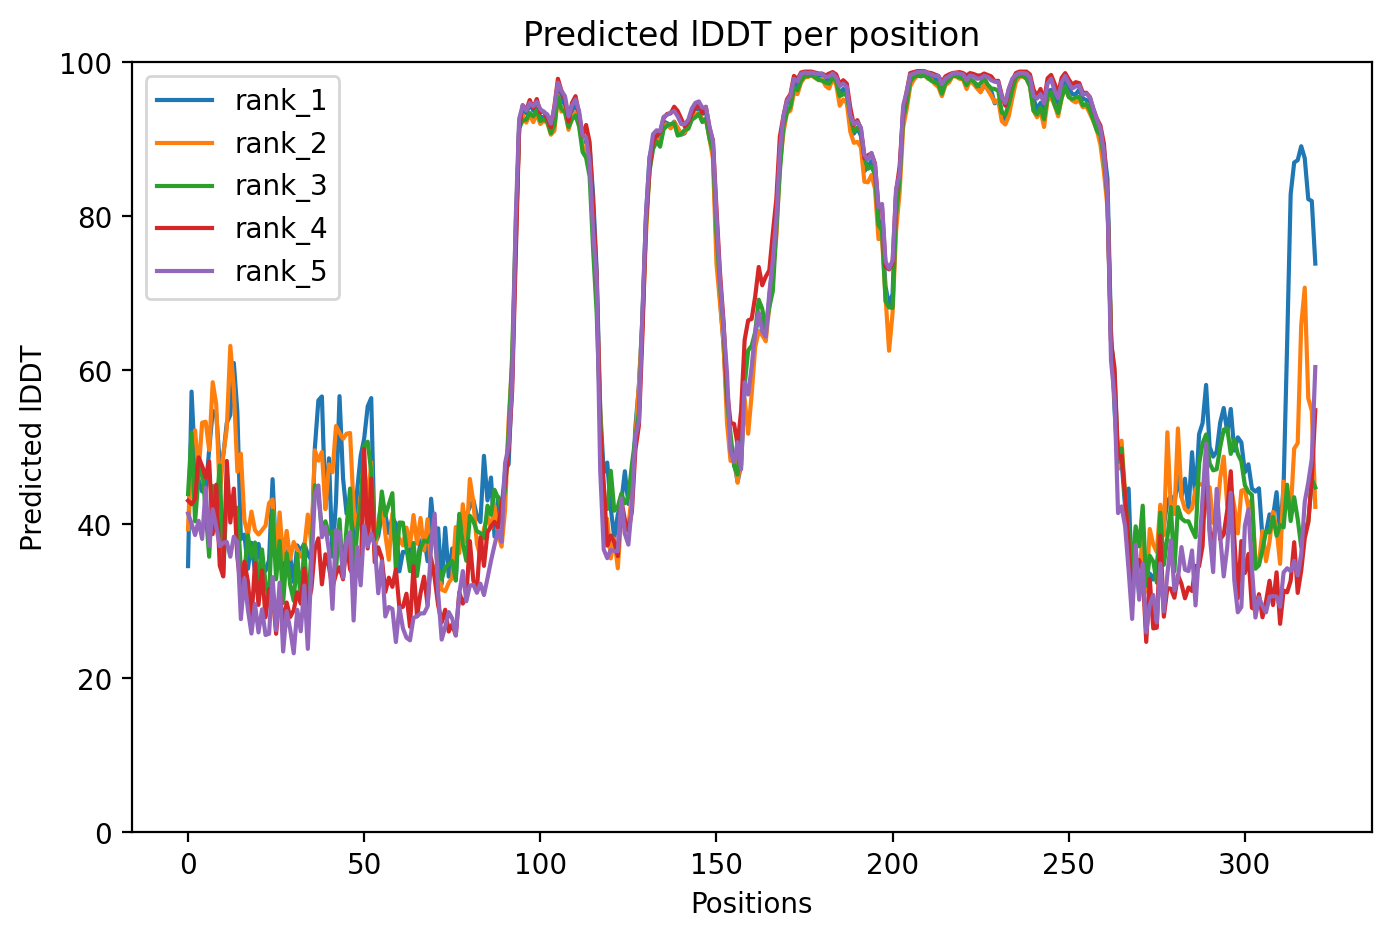 Predicted lDDT per position
100
80
60
40
20
0
Predicted lDDT
rank_1
rank_2
rank_3
rank_4
rank_5
0 50 100 150 200 250 300
Positions